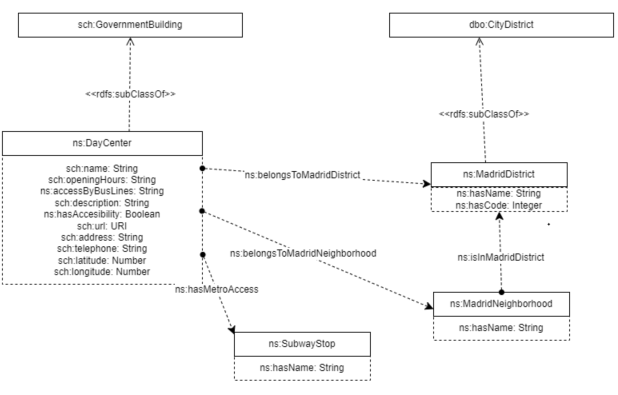 sch:GovernmentBuilding
dbo:CityDistrict
<<rdfs:subClassOf>>
<<rdfs:subClassOf>>
ns:DayCenter
sch:name: String
sch:openingHours: String
ns:accessByBusLines: String
sch:description: String
ns:hasAccesibility: Boolean
sch:url: URI
sch:address: String
sch:telephone: String
sch:latitude: Number
sch:longitude: Number
ns:belongsToMadridDistrict
ns:MadridDistrict
ns:hasName: String
ns:hasCode: Integer
ns:belongsToMadridNeighborhood
ns:isInMadridDistrict
ns:hasMetroAccess
ns:MadridNeighborhood
ns:hasName: String
ns:SubwayStop
ns:hasName: String